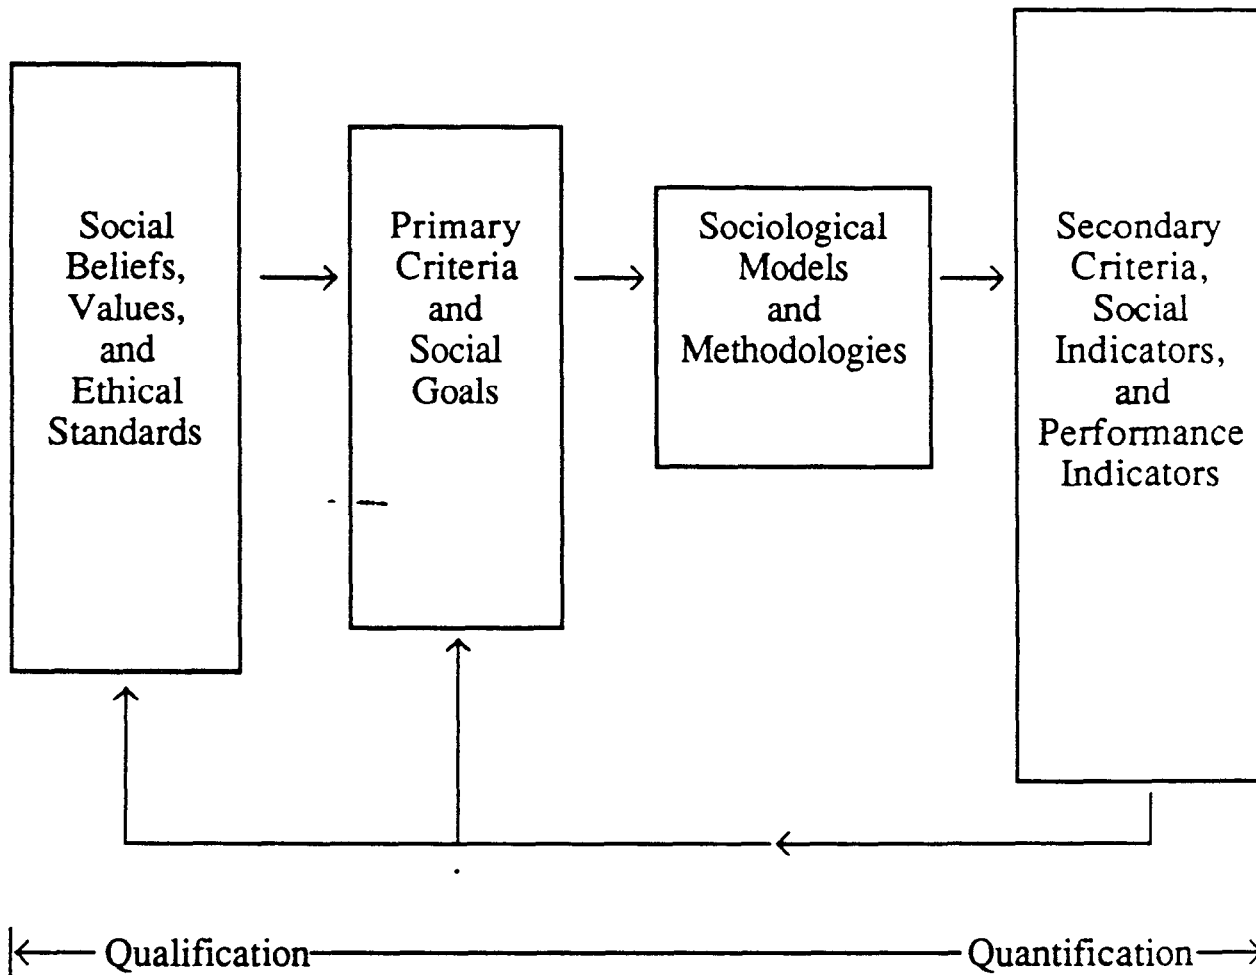 Social
Beliefs,
Values,
and
Ethical
Standards
Primary
Criteria
and
Social
Goals
Sociological
Models
and
Methodologies
Secondary
Criteria,
Social
Indicators,
and
Performance
Indicators
Qualification
Quantification